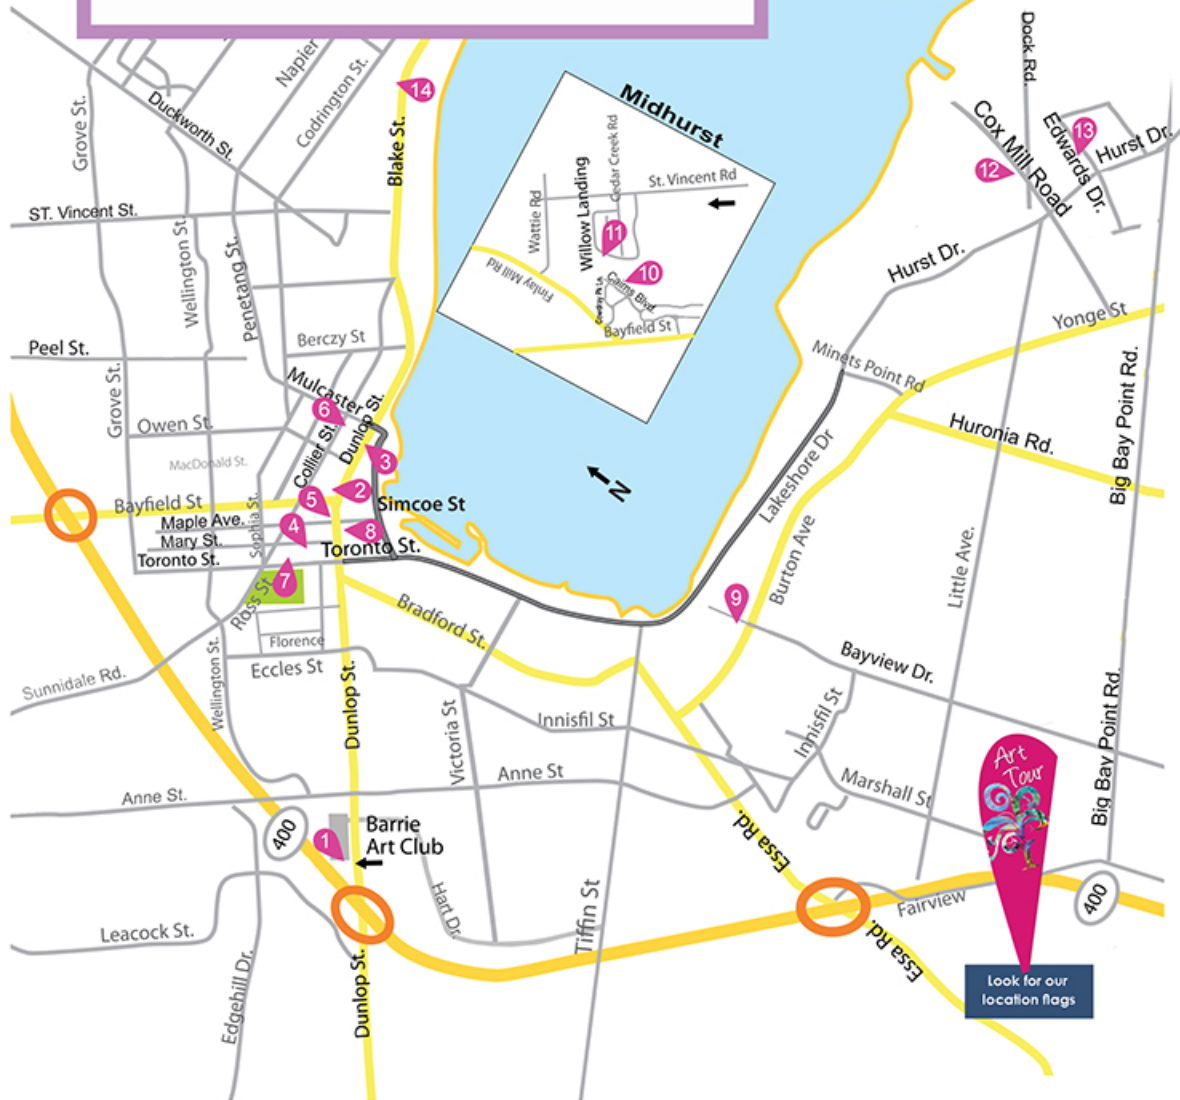 Dock Rd.
Napier
Codrington St.
Grove St.
Duckworth St.
14
Blake St.
Midhurst
Cedar Creek Rd
St. Vincent Rd
Willow Landing
Wattie Rd
11
10
Finlay Mill Rd
Cairns Blvd.
Bayfield St
Cox Mill Road
Edwards Dr.
13
Hurst Dr.
12
ST. Vincent St.
Wellington St.
Penetang St.
Hurst Dr.
Yonge St
Berczy St
Peel St.
Minets Point Rd
Mulcaster
Grove St.
6
Dunlop St.
Owen St.
Collier St.
MacDonald St.
3
Huronia Rd.
Big Bay Point Rd.
Lakeshore Dr
N
Bayfield St
5
2
Simcoe St
Maple Ave.
Sophia St.
4
8
Mary St.
Toronto St.
Toronto St.
7
Ross St.
Burton Ave
Little Ave.
9
Bradford St.
Florence
Eccles St
Sunnidale Rd.
Wellington St.
Dunlop St.
Bayview Dr.
Victoria St
Innisfil St
Innisfil St
Big Bay Point Rd.
Anne St
Anne St.
Marshall St
Art
Tour
400
1
Barrie
Art Club
Essa Rd.
Hart Dr.
Tiffin St
Fairview
400
Leacock St.
Edgehill Dr.
Dunlop St.
Essa Rd.
Look for our
location flags